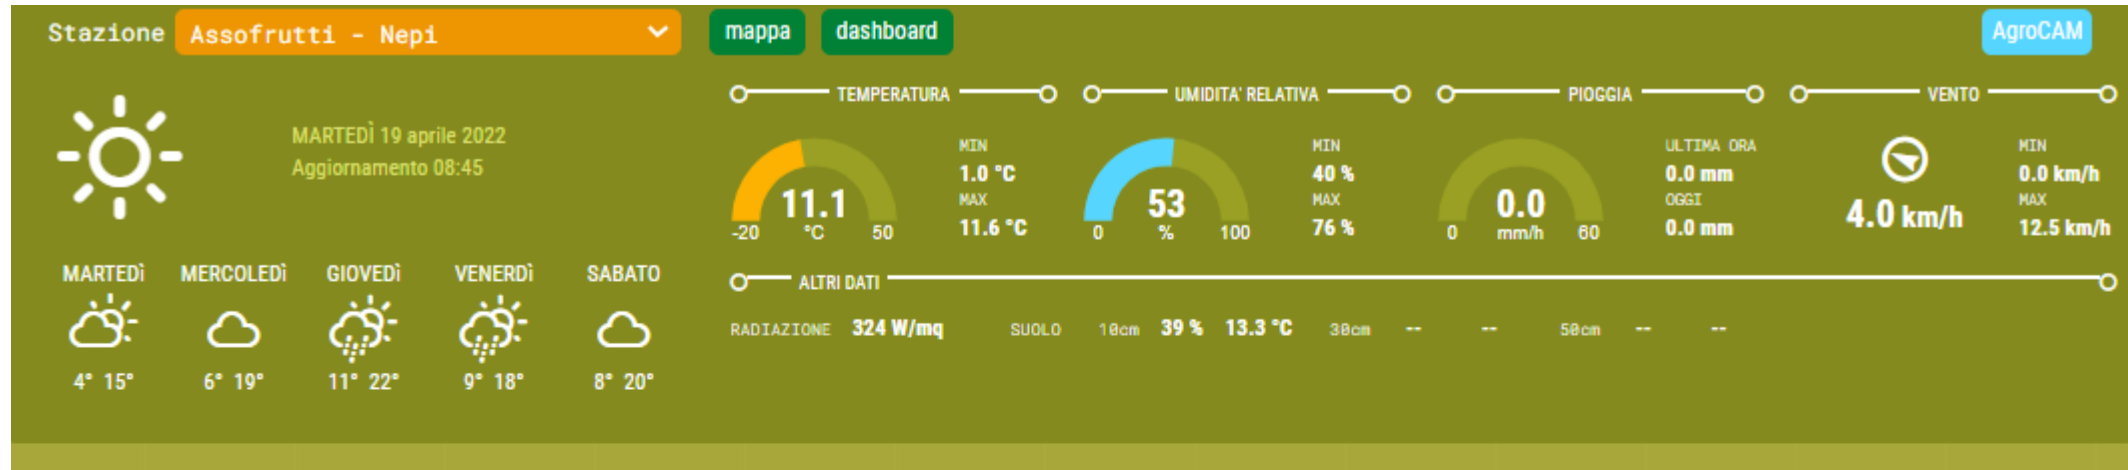 Stazione Assofrutti - Nepi mappa dashboard AgroCAM
MARTEDÌ 19 aprile 2022
Aggiornamento 08:45
MARTEDì MERCOLEDì GIOVEDì VENERDì SABATO
4° 15° 6° 19° 11° 22° 9° 18° 8° 20°
TEMPERATURA
11.1
-20 °C 50
MIN
1.0 °C
MAX
11.6 °C
UMIDITA' RELATIVA
53
0 % 100
MIN
40 %
MAX
76 %
PIOGGIA
0.0
0 mm/h 60
ULTIMA ORA
0.0 mm
OGGI
0.0 mm
VENTO
4.0 km/h
MIN
0.0 km/h
MAX
12.5 km/h
ALTRI DATI
RADIAZIONE 324 W/mq SUOLO 10cm 39 % 13.3 °C 30cm -- -- 50cm -- --